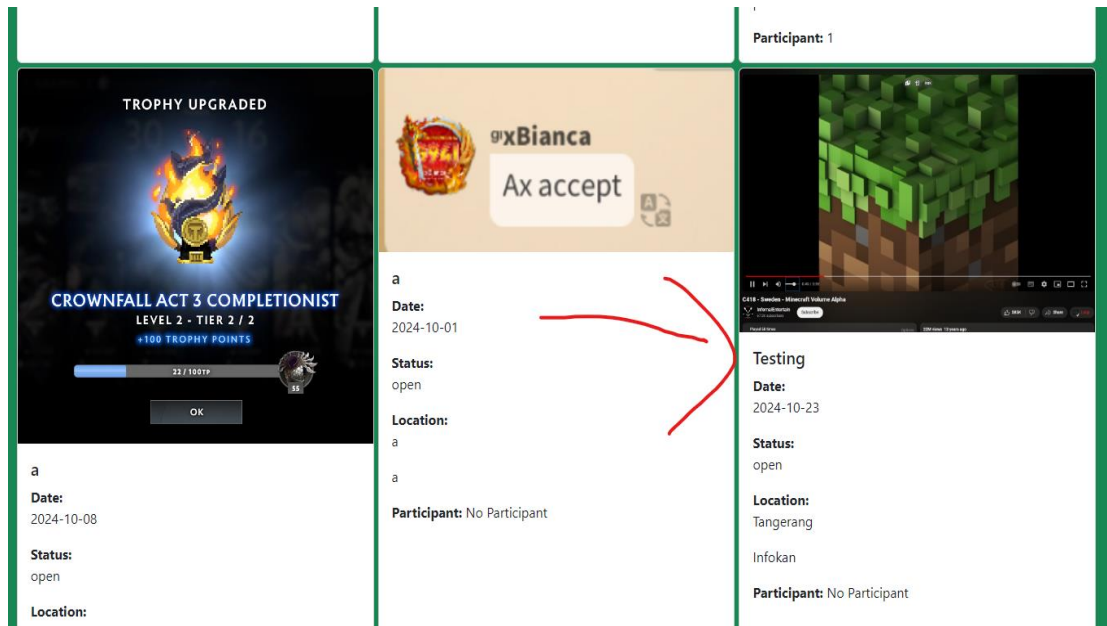 Participant: 1
TROPHY UPGRADED
CROWNFALL ACT 3 COMPLETIONIST
LEVEL 2 - TIER 2 / 2
+100 TROPHY POINTS
22 / 100TP
55
OK
a
Date:
2024-10-08
Status:
open
Location:
xBianca
Ax accept
a
Date:
2024-10-01
Status:
open
Location:
a
a
Participant: No Participant
C418 - Sweden - Minecraft Volume Alpha
Subscribe
Share
Testing
Date:
2024-10-23
Status:
open
Location:
Tangerang
Infokan
Participant: No Participant